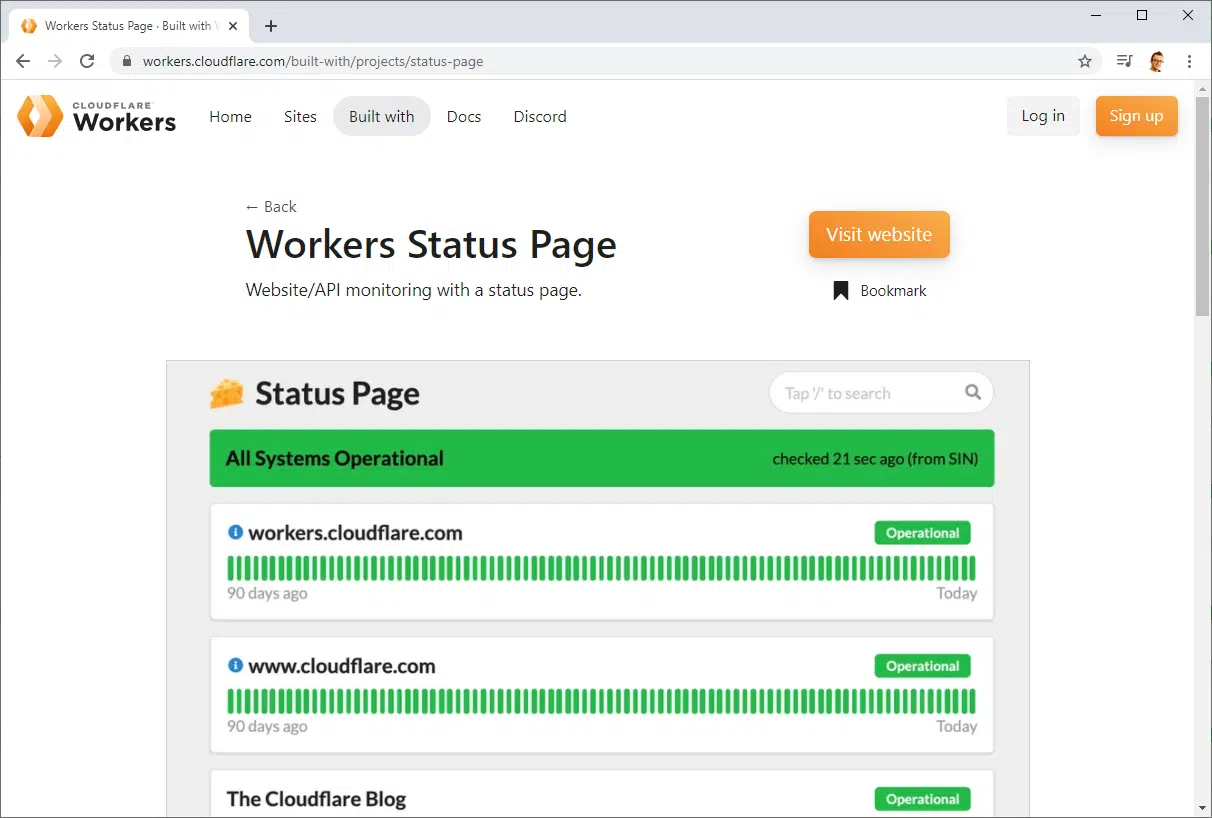 Workers Status Page · Built with
workers.cloudflare.com/built-with/projects/status-page
CLOUDFLARE
Workers
Home
Sites
Built with
Docs
Discord
Log in
Sign up
← Back
Workers Status Page
Visit website
Website/API monitoring with a status page.
Bookmark
Status Page
Tap '/' to search
All Systems Operational
checked 21 sec ago (from SIN)
workers.cloudflare.com
Operational
90 days ago
Today
www.cloudflare.com
Operational
90 days ago
Today
The Cloudflare Blog
Operational